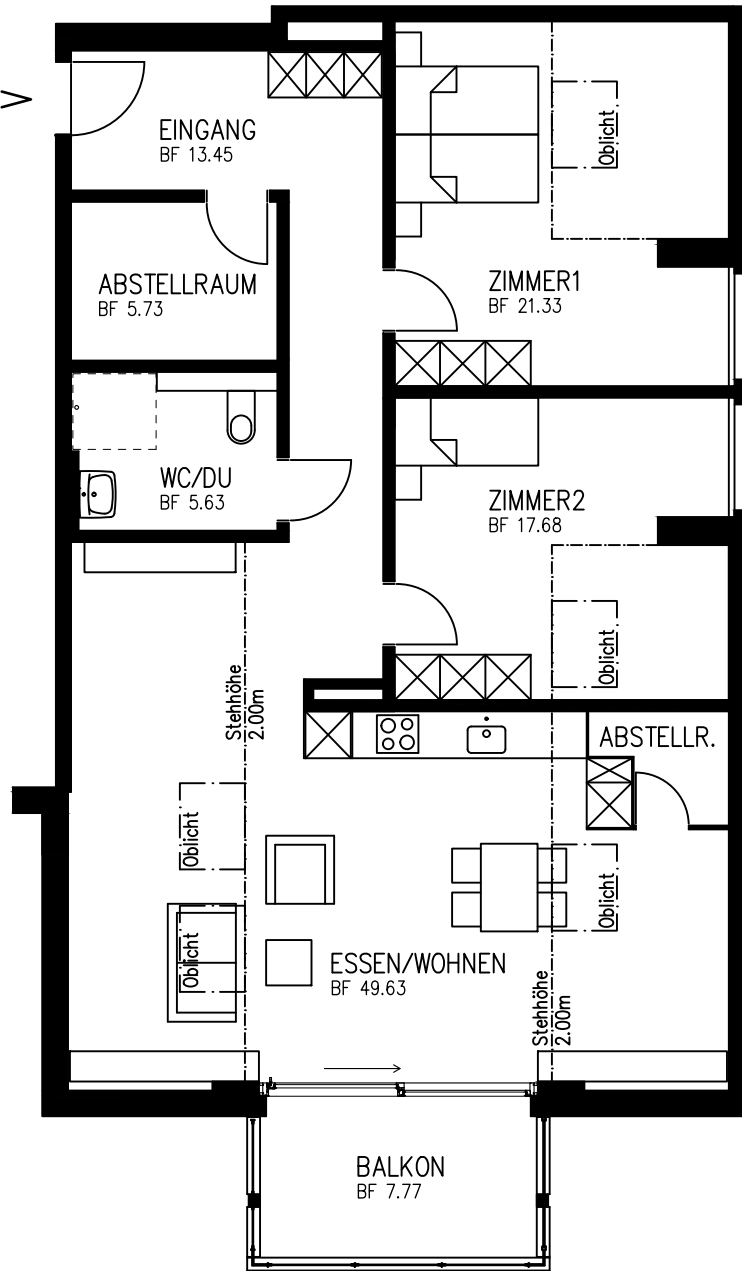 EINGANG
BF 13.45
Oblicht
ABSTELLRAUM
BF 5.73
ZIMMER1
BF 21.33
WC/DU
BF 5.63
ZIMMER2
BF 17.68
Oblicht
Stehhöhe
2.00m
ABSTELLR.
Oblicht
Oblicht
Oblicht
ESSEN/WOHNEN
BF 49.63
Stehhöhe
2.00m
BALKON
BF 7.77